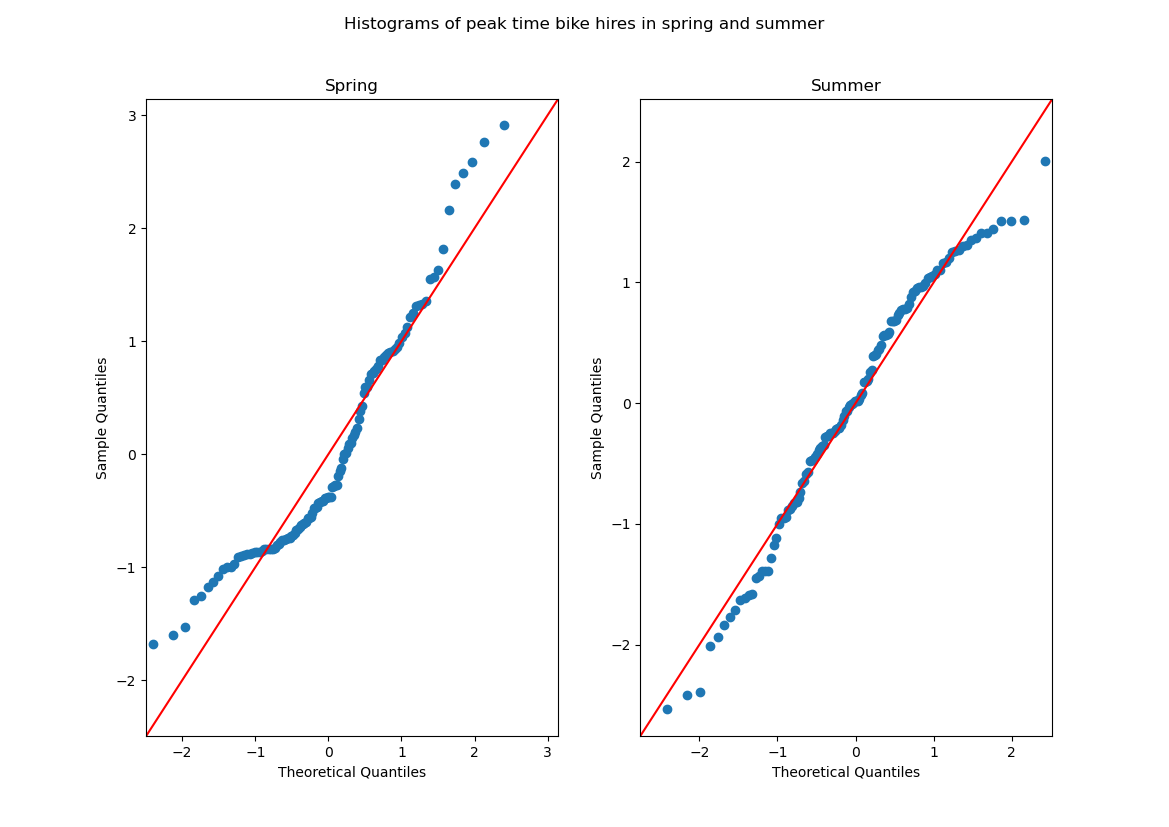 Histograms of peak time bike hires in spring and summer
Spring
Summer
3
2
1
0
−1
−2
Sample Quantiles
−2 −1 0 1 2 3
Theoretical Quantiles
2
1
0
−1
−2
Sample Quantiles
−2 −1 0 1 2
Theoretical Quantiles